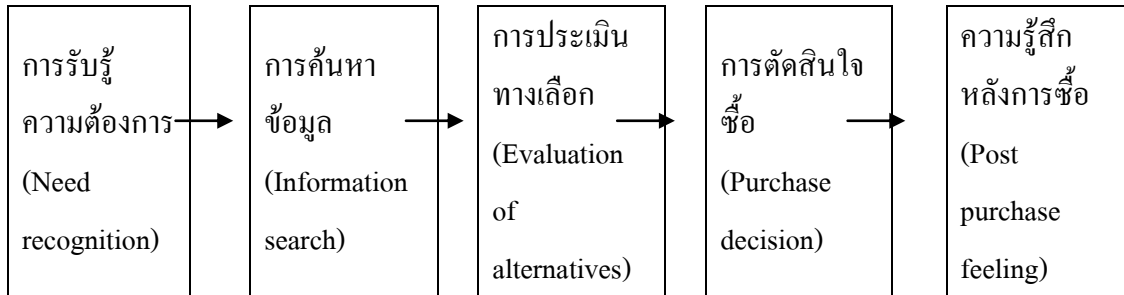 การรับรู้
ความต้องการ
(Need
recognition)
การค้นหา
ข้อมูล
(Information
search)
การประเมิน
ทางเลือก
(Evaluation
of
alternatives)
การตัดสินใจ
ซื้อ
(Purchase
decision)
ความรู้สึก
หลังการซื้อ
(Post
purchase
feeling)